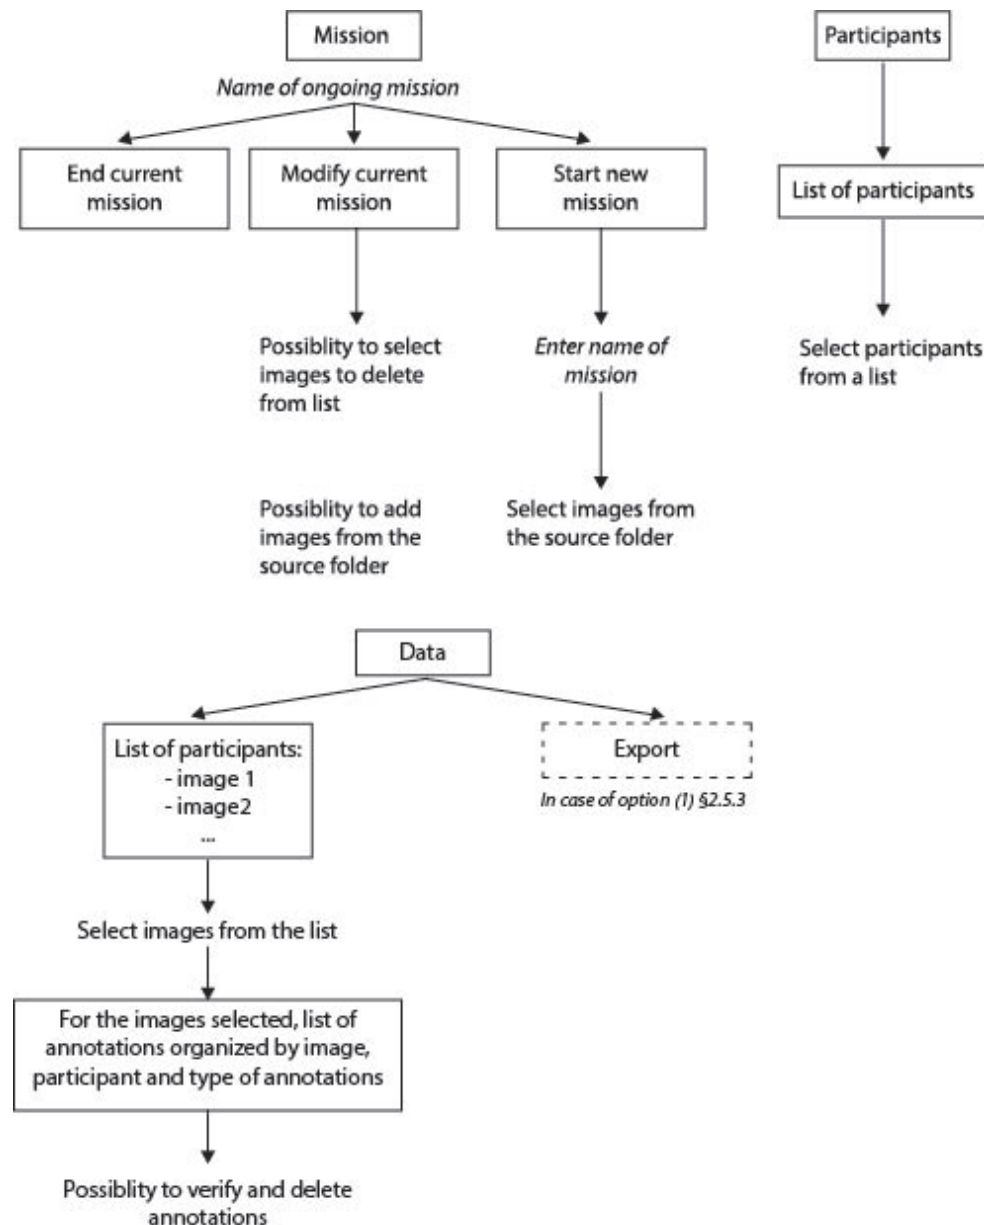 Mission
Name of ongoing mission
End current
mission
Modify current
mission
Start new
mission
Possiblity to select
images to delete
from list
Possiblity to add
images from the
source folder
Enter name of
mission
Select images from
the source folder
Participants
List of participants
Select participants
from a list
Data
List of participants:
- image 1
- image2
...
Select images from the list
For the images selected, list of
annotations organized by image,
participant and type of annotations
Possiblity to verify and delete
annotations
Export
In case of option (1) §2.5.3